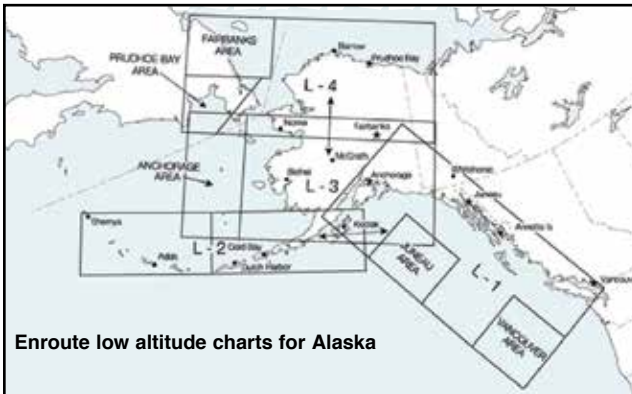 FAIRBANKS
AREA
Barrow
Prudhoe Bay
PRUDHOE BAY
AREA
L - 4
Nome
Fairbanks
McGrath
ANCHORAGE
AREA
Bethel
L - 3
Anchorage
Whitehorse
Juneau
Shemya
Kodiak
Annette Is
L - 2
Cold Bay
JUNEAU
AREA
Adak
Dutch Harbor
L - 1
Vancouver
VANCOUVER
AREA
Enroute low altitude charts for Alaska